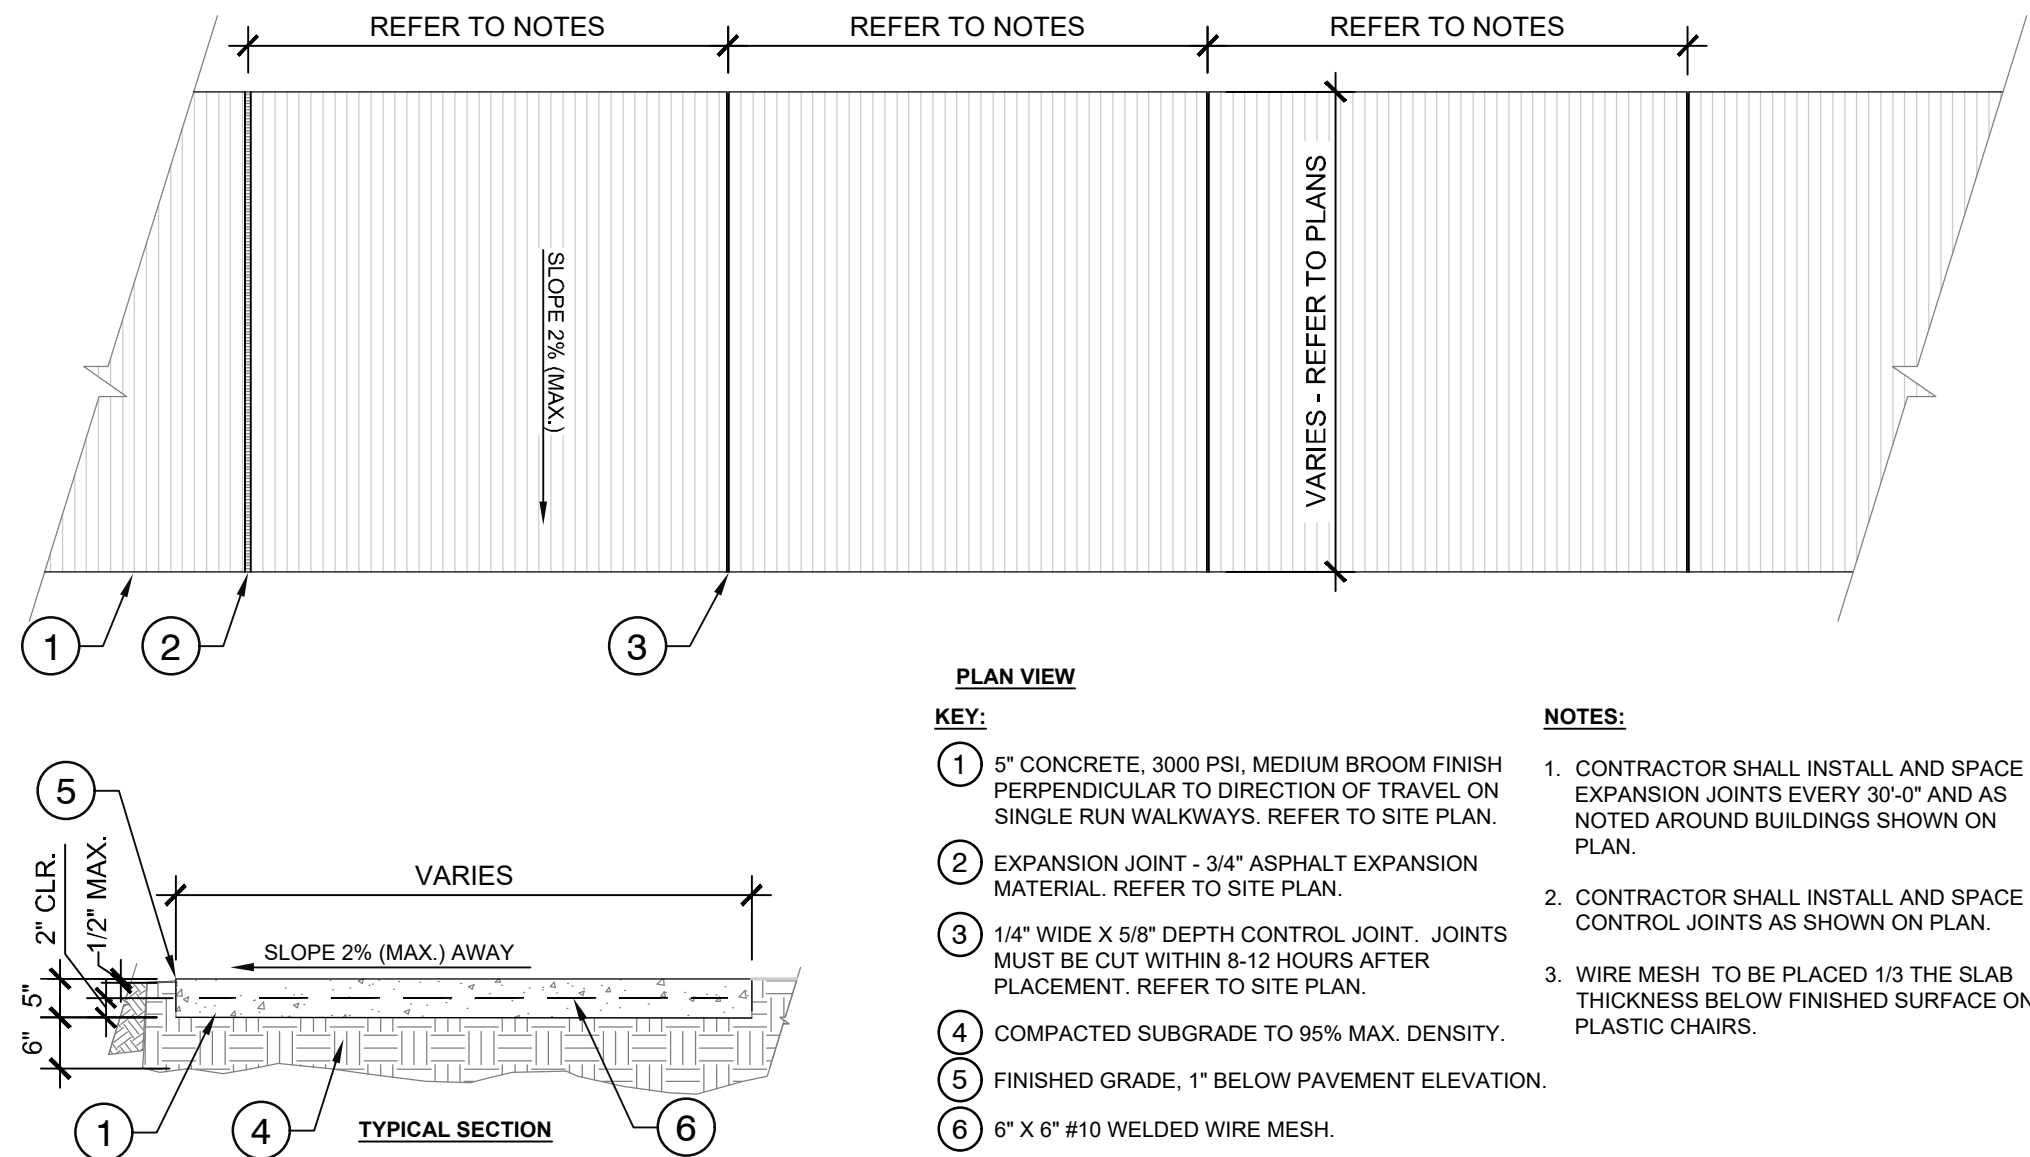 REFER TO NOTES
REFER TO NOTES
REFER TO NOTES
SLOPE 2% (MAX.)
VARIES - REFER TO PLANS
1
2
3
PLAN VIEW
KEY:
1 5" CONCRETE, 3000 PSI, MEDIUM BROOM FINISH
PERPENDICULAR TO DIRECTION OF TRAVEL ON
SINGLE RUN WALKWAYS. REFER TO SITE PLAN.
2 EXPANSION JOINT - 3/4" ASPHALT EXPANSION
MATERIAL. REFER TO SITE PLAN.
3 1/4" WIDE X 5/8" DEPTH CONTROL JOINT. JOINTS
MUST BE CUT WITHIN 8-12 HOURS AFTER
PLACEMENT. REFER TO SITE PLAN.
4 COMPACTED SUBGRADE TO 95% MAX. DENSITY.
5 FINISHED GRADE, 1" BELOW PAVEMENT ELEVATION.
6 6" X 6" #10 WELDED WIRE MESH.
NOTES:
1. CONTRACTOR SHALL INSTALL AND SPACE
EXPANSION JOINTS EVERY 30'-0" AND AS
NOTED AROUND BUILDINGS SHOWN ON
PLAN.
2. CONTRACTOR SHALL INSTALL AND SPACE
CONTROL JOINTS AS SHOWN ON PLAN.
3. WIRE MESH TO BE PLACED 1/3 THE SLAB
THICKNESS BELOW FINISHED SURFACE ON
PLASTIC CHAIRS.
5
2" CLR.
1/2" MAX.
VARIES
SLOPE 2% (MAX.) AWAY
5"
6"
1
4
TYPICAL SECTION
6